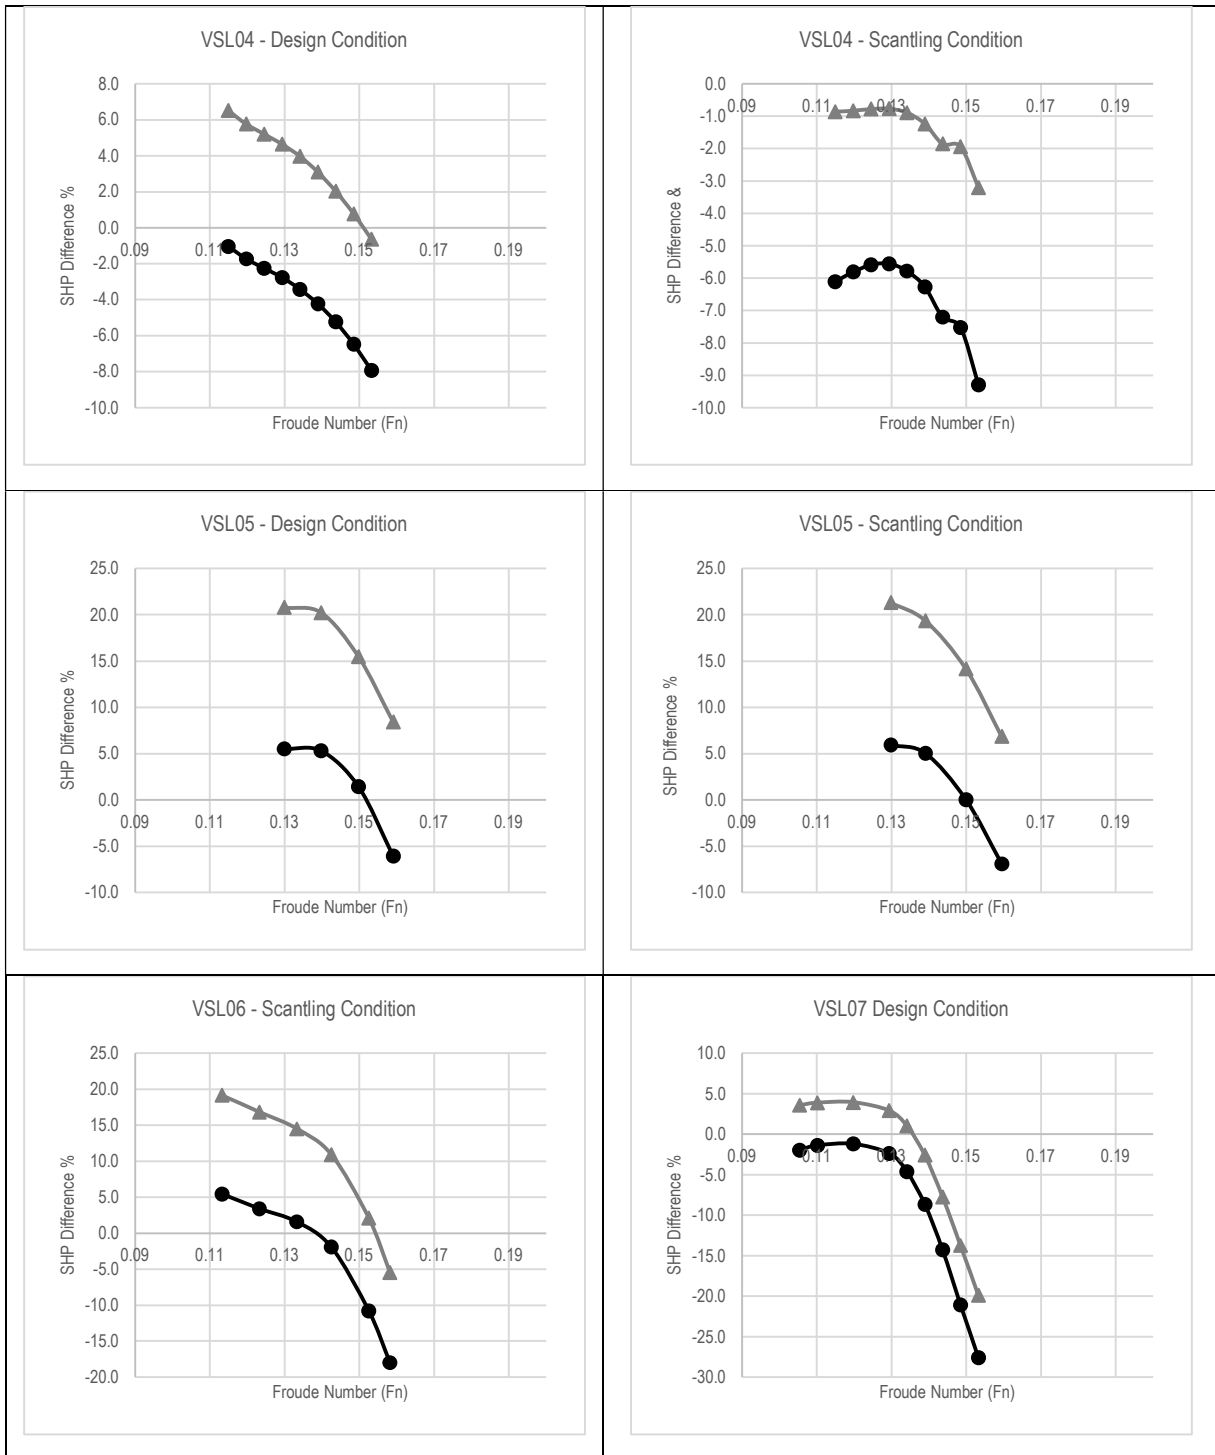 VSL04 - Design Condition
8.0
6.0
4.0
2.0
0.0
-2.0
-4.0
-6.0
-8.0
-10.0
0.09 0.11 0.13 0.15 0.17 0.19
SHP Difference %
Froude Number (Fn)
VSL04 - Scantling Condition
0.0
-1.0
-2.0
-3.0
-4.0
-5.0
-6.0
-7.0
-8.0
-9.0
-10.0
0.09 0.11 0.13 0.15 0.17 0.19
SHP Difference &
Froude Number (Fn)
VSL05 - Design Condition
25.0
20.0
15.0
10.0
5.0
0.0
-5.0
-10.0
0.09 0.11 0.13 0.15 0.17 0.19
SHP Difference %
Froude Number (Fn)
VSL05 - Scantling Condition
25.0
20.0
15.0
10.0
5.0
0.0
-5.0
-10.0
0.09 0.11 0.13 0.15 0.17 0.19
SHP Difference %
Froude Number (Fn)
VSL06 - Scantling Condition
25.0
20.0
15.0
10.0
5.0
0.0
-5.0
-10.0
-15.0
-20.0
0.09 0.11 0.13 0.15 0.17 0.19
SHP Difference %
Froude Number (Fn)
VSL07 Design Condition
10.0
5.0
0.0
-5.0
-10.0
-15.0
-20.0
-25.0
-30.0
0.09 0.11 0.13 0.15 0.17 0.19
SHP Difference %
Froude Number (Fn)